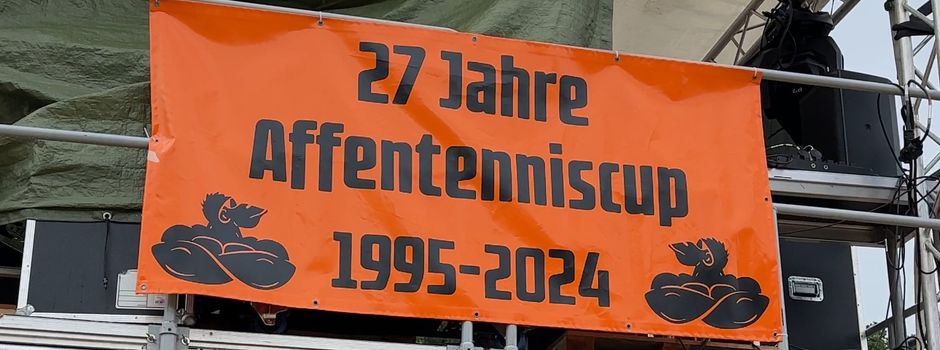 27 Jahre
Affentenniscup
1995-2024